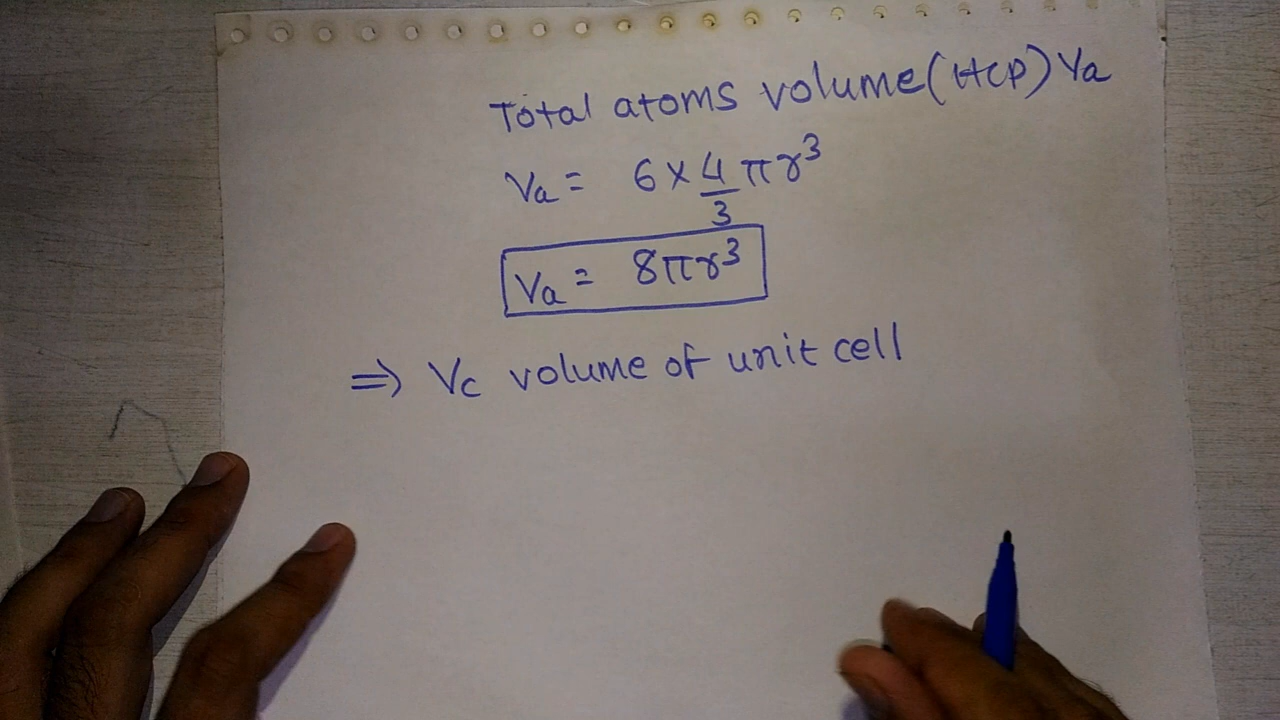 Total atoms volume (HCP) Va
Va = 6 × 4/3 πr³
Va = 8πr³
⇒ Vc volume of unit cell